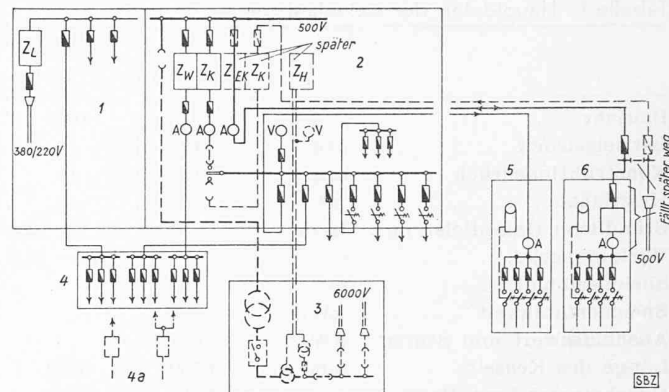 500V
später
Z_L
Z_W
Z_K
Z_EK
Z_K
Z_H
1
2
A
A
A
V
V
380/220V
5
6
A
A
fällt später weg
500V
4
3
6000V
4a
SBZ